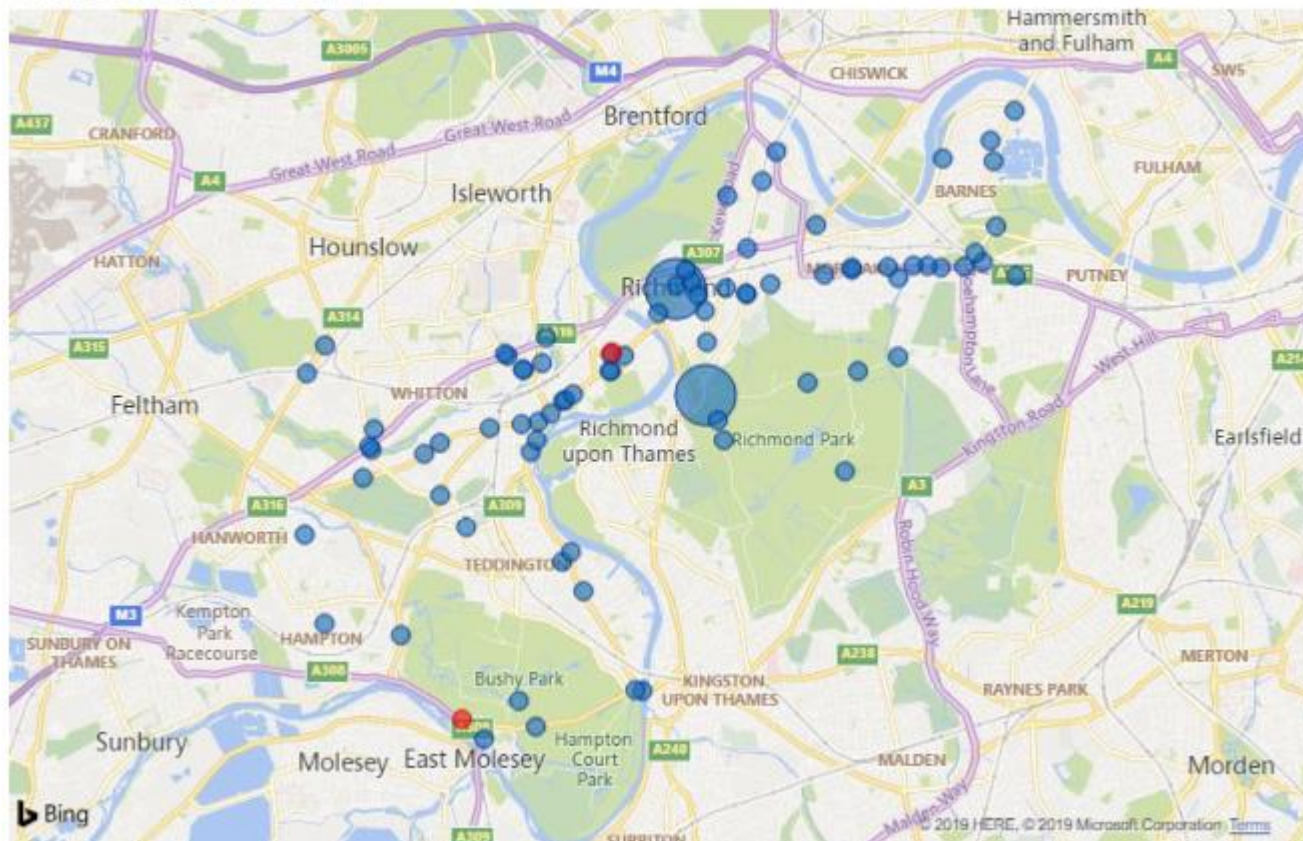 Hammersmith
and Fulham
A3005
M4
CHISWICK
A4
SW5
A437
CRANFORD
Great West Road
Brentford
Great West Road
A4
FULHAM
Isleworth
BARNES
Hounslow
HATTON
A307
Richmond
PUTNEY
A314
A315
West Hill
WHITTON
Feltham
Richmond
upon Thames
Richmond Park
Kingston Road
Earlsfield
A316
A309
A3
HANWORTH
TEDDINGTON
Robin Hood Way
M3
Kempton
Park
Racecourse
A219
SUNBURY ON
THAMES
HAMPTON
A238
MERTON
A308
Bushy Park
KINGSTON
UPON THAMES
RAYNES PARK
Sunbury
Molesey
East Molesey
Hampton
Court
Park
A240
MALDEN
Morden
Bing
Malden Way
A309
© 2019 HERE, © 2019 Microsoft Corporation Terms